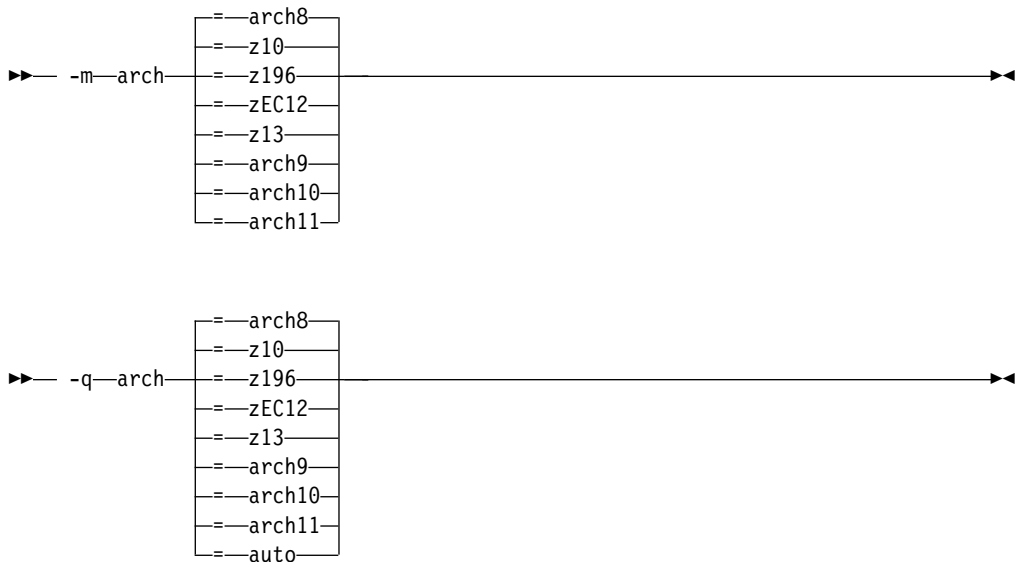 =arch8
=z10
-m arch = z196
=zEC12
=z13
=arch9
=arch10
=arch11
=arch8
=z10
-q arch = z196
=zEC12
=z13
=arch9
=arch10
=arch11
=auto